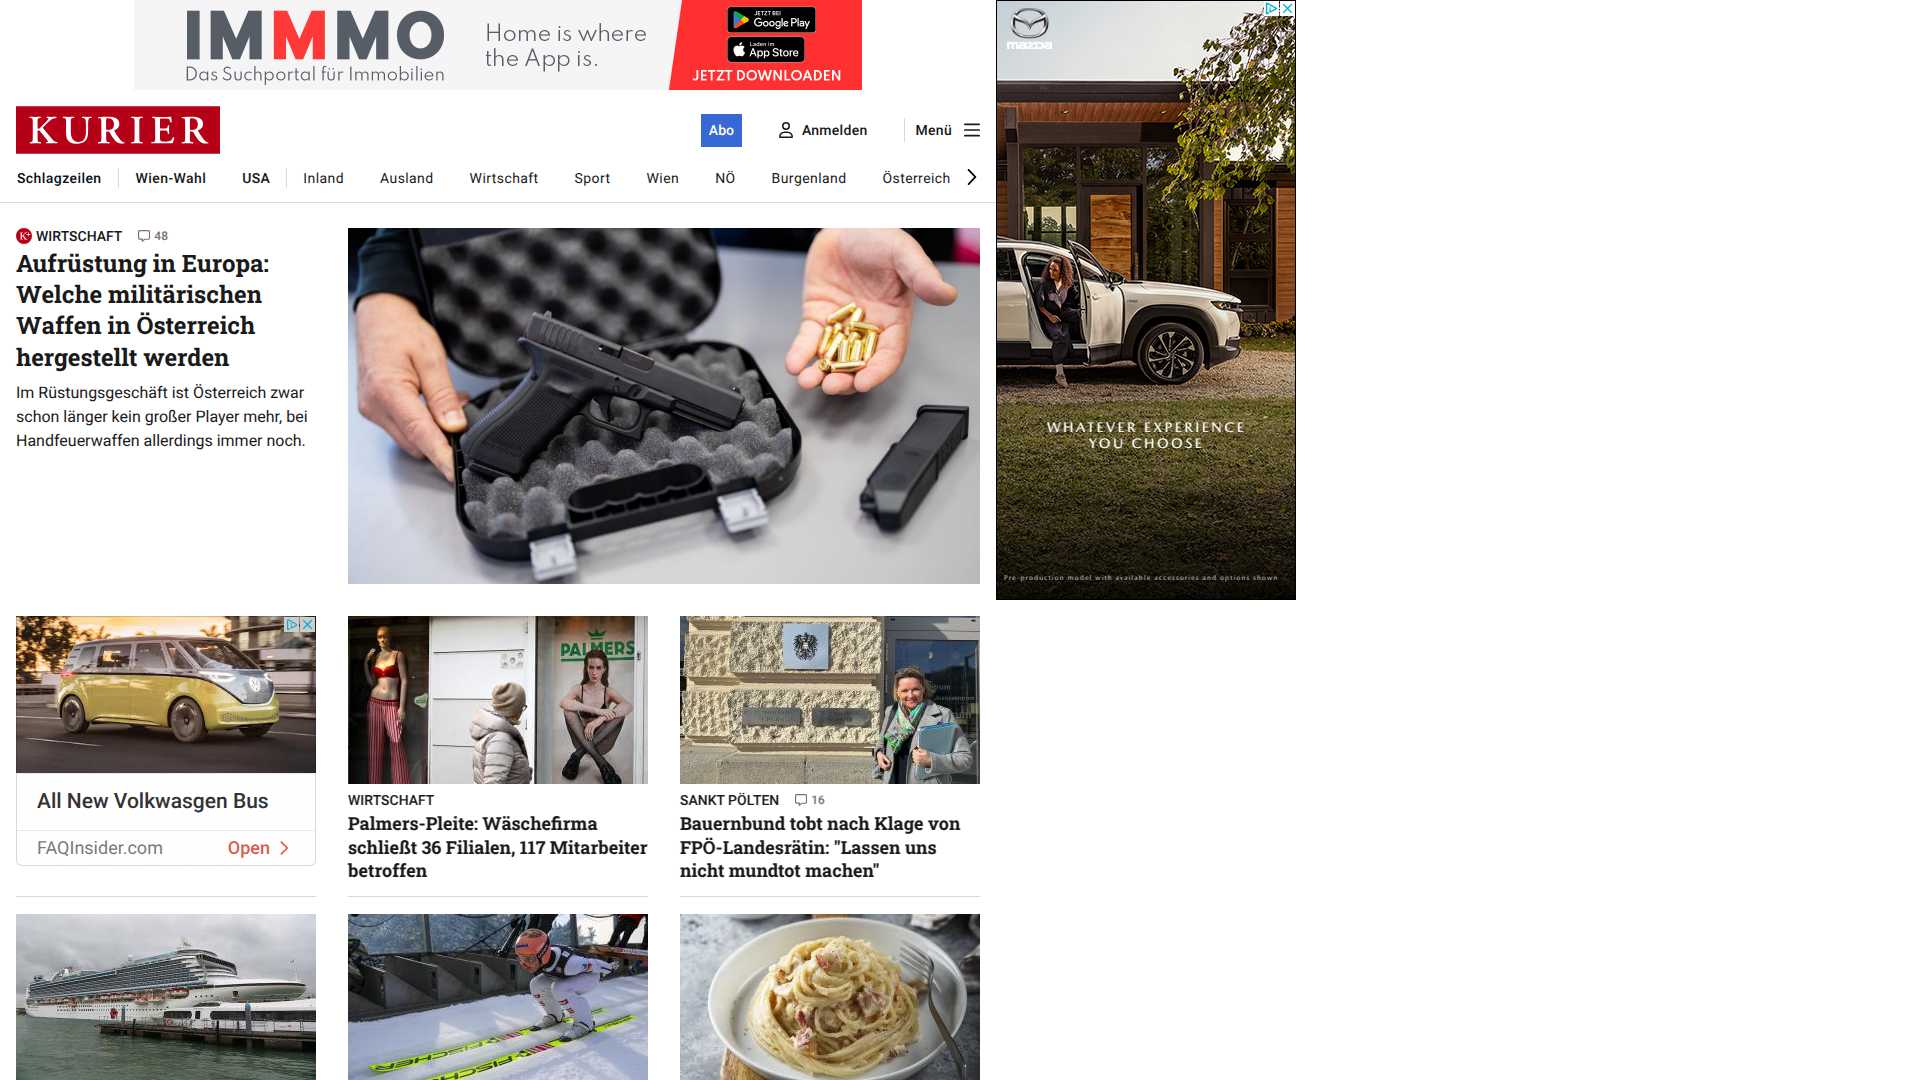 IMMMO
Das Suchportal für Immobilien
Home is where
the App is.
JETZT BEI
Google Play
Laden im
App Store
JETZT DOWNLOADEN
mazda
KURIER
Abo
Anmelden
Menü
Schlagzeilen
Wien-Wahl
USA
Inland
Ausland
Wirtschaft
Sport
Wien
NÖ
Burgenland
Österreich
K+ WIRTSCHAFT 48
Aufrüstung in Europa:
Welche militärischen
Waffen in Österreich
hergestellt werden
Im Rüstungsgeschäft ist Österreich zwar
schon länger kein großer Player mehr, bei
Handfeuerwaffen allerdings immer noch.
WHATEVER EXPERIENCE
YOU CHOOSE
Pre-production model with available accessories and options shown
All New Volkwasgen Bus
FAQInsider.com
Open
PALMERS
WIRTSCHAFT
Palmers-Pleite: Wäschefirma
schließt 36 Filialen, 117 Mitarbeiter
betroffen
SANKT PÖLTEN 16
Bauernbund tobt nach Klage von
FPÖ-Landesrätin: "Lassen uns
nicht mundtot machen"
FISCHER
FISCHER